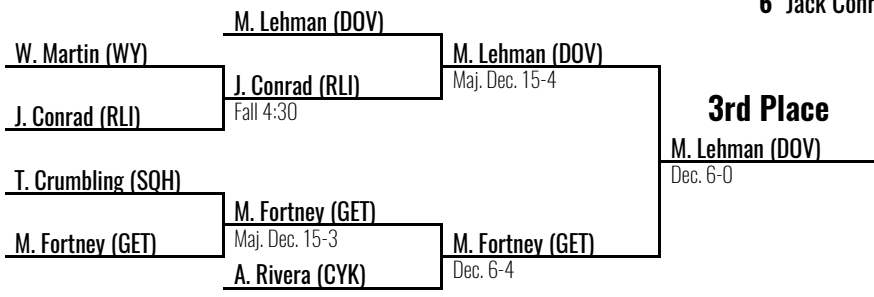 6 Jack
M. Lehman (DOV)
W. Martin (WY)
M. Lehman (DOV)
J. Conrad (RLI)
Maj. Dec. 15-4
Fall 4:30
J. Conrad (RLI)
3rd Place
M. Lehman (DOV)
T. Crumbling (SQH)
Dec. 6-0
M. Fortney (GET)
M. Fortney (GET)
Maj. Dec. 15-3
M. Fortney (GET)
A. Rivera (CYK)
Dec. 6-4